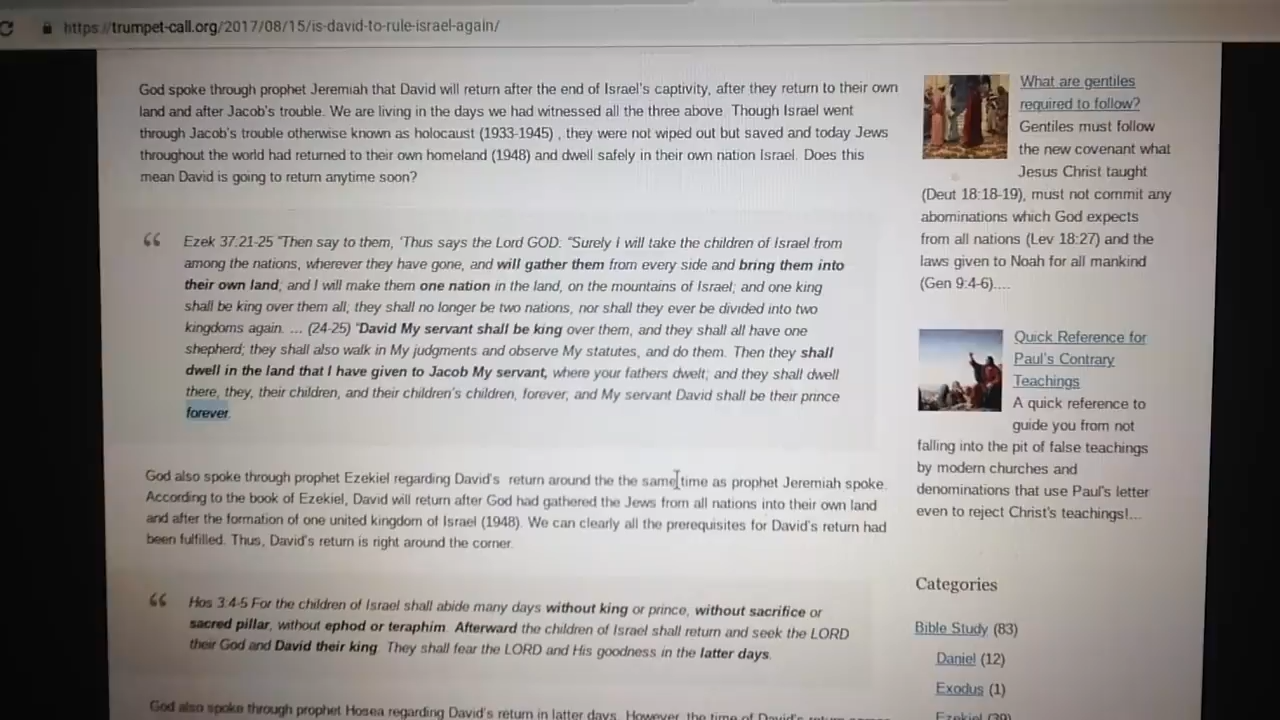 https://trumpet-call.org/2017/08/15/is-david-to-rule-israel-again/
God spoke through prophet Jeremiah that David will return after the end of Israel's captivity, after they return to their own
land and after Jacob's trouble. We are living in the days we had witnessed all the three above. Though Israel went
through Jacob's trouble otherwise known as holocaust (1933-1945) , they were not wiped out but saved and today Jews
throughout the world had returned to their own homeland (1948) and dwell safely in their own nation Israel. Does this
mean David is going to return anytime soon?
“ Ezek 37:21-25 “Then say to them, ‘Thus says the Lord GOD: “Surely I will take the children of Israel from
among the nations, wherever they have gone, and will gather them from every side and bring them into
their own land; and I will make them one nation in the land, on the mountains of Israel; and one king
shall be king over them all; they shall no longer be two nations, nor shall they ever be divided into two
kingdoms again. ... (24-25) “David My servant shall be king over them, and they shall all have one
shepherd; they shall also walk in My judgments and observe My statutes, and do them. Then they shall
dwell in the land that I have given to Jacob My servant, where your fathers dwelt; and they shall dwell
there, they, their children, and their children's children, forever; and My servant David shall be their prince
forever.
God also spoke through prophet Ezekiel regarding David's return around the the same time as prophet Jeremiah spoke.
According to the book of Ezekiel, David will return after God had gathered the Jews from all nations into their own land
and after the formation of one united kingdom of Israel (1948). We can clearly all the prerequisites for David's return had
been fulfilled. Thus, David's return is right around the corner.
“ Hos 3:4-5 For the children of Israel shall abide many days without king or prince, without sacrifice or
sacred pillar, without ephod or teraphim. Afterward the children of Israel shall return and seek the LORD
their God and David their king. They shall fear the LORD and His goodness in the latter days.
God also spoke through prophet Hosea regarding David's return in latter days. However, the time of David's return
What are gentiles
required to follow?
Gentiles must follow
the new covenant what
Jesus Christ taught
(Deut 18:18-19), must not commit any
abominations which God expects
from all nations (Lev 18:27) and the
laws given to Noah for all mankind
(Gen 9:4-6)....
Quick Reference for
Paul's Contrary
Teachings
A quick reference to
guide you from not
falling into the pit of false teachings
by modern churches and
denominations that use Paul's letter
even to reject Christ's teachings!...
Categories
Bible Study (83)
Daniel (12)
Exodus (1)
Ezekiel (39)